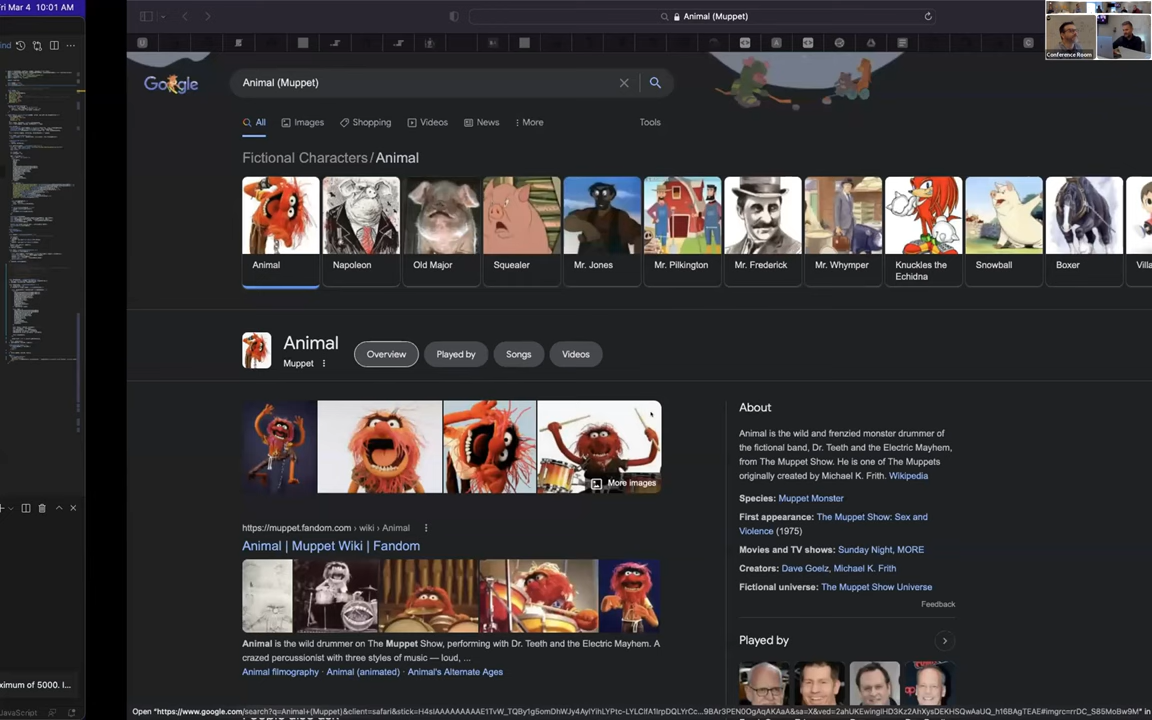 Fri Mar 4 10:01 AM
Animal (Muppet)
Conference Room
Google
Animal (Muppet)
All
Images
Shopping
Videos
News
More
Tools
Fictional Characters / Animal
Animal
Napoleon
Old Major
Squealer
Mr. Jones
Mr. Pilkington
Mr. Frederick
Mr. Whymper
Knuckles the
Echidna
Snowball
Boxer
Villa
Animal
Muppet
Overview
Played by
Songs
Videos
More images
About
Animal is the wild and frenzied monster drummer of
the fictional band, Dr. Teeth and the Electric Mayhem,
from The Muppet Show. He is one of The Muppets
originally created by Michael K. Frith. Wikipedia
Species: Muppet Monster
First appearance: The Muppet Show: Sex and
Violence (1975)
Movies and TV shows: Sunday Night, MORE
Creators: Dave Goelz, Michael K. Frith
Fictional universe: The Muppet Show Universe
Feedback
Played by
https://muppet.fandom.com › wiki › Animal
Animal | Muppet Wiki | Fandom
Animal is the wild drummer on The Muppet Show, performing with Dr. Teeth and the Electric Mayhem. A
crazed percussionist with three styles of music — loud, ...
Animal filmography · Animal (animated) · Animal's Alternate Ages
ximum of 5000. I...
JavaScript